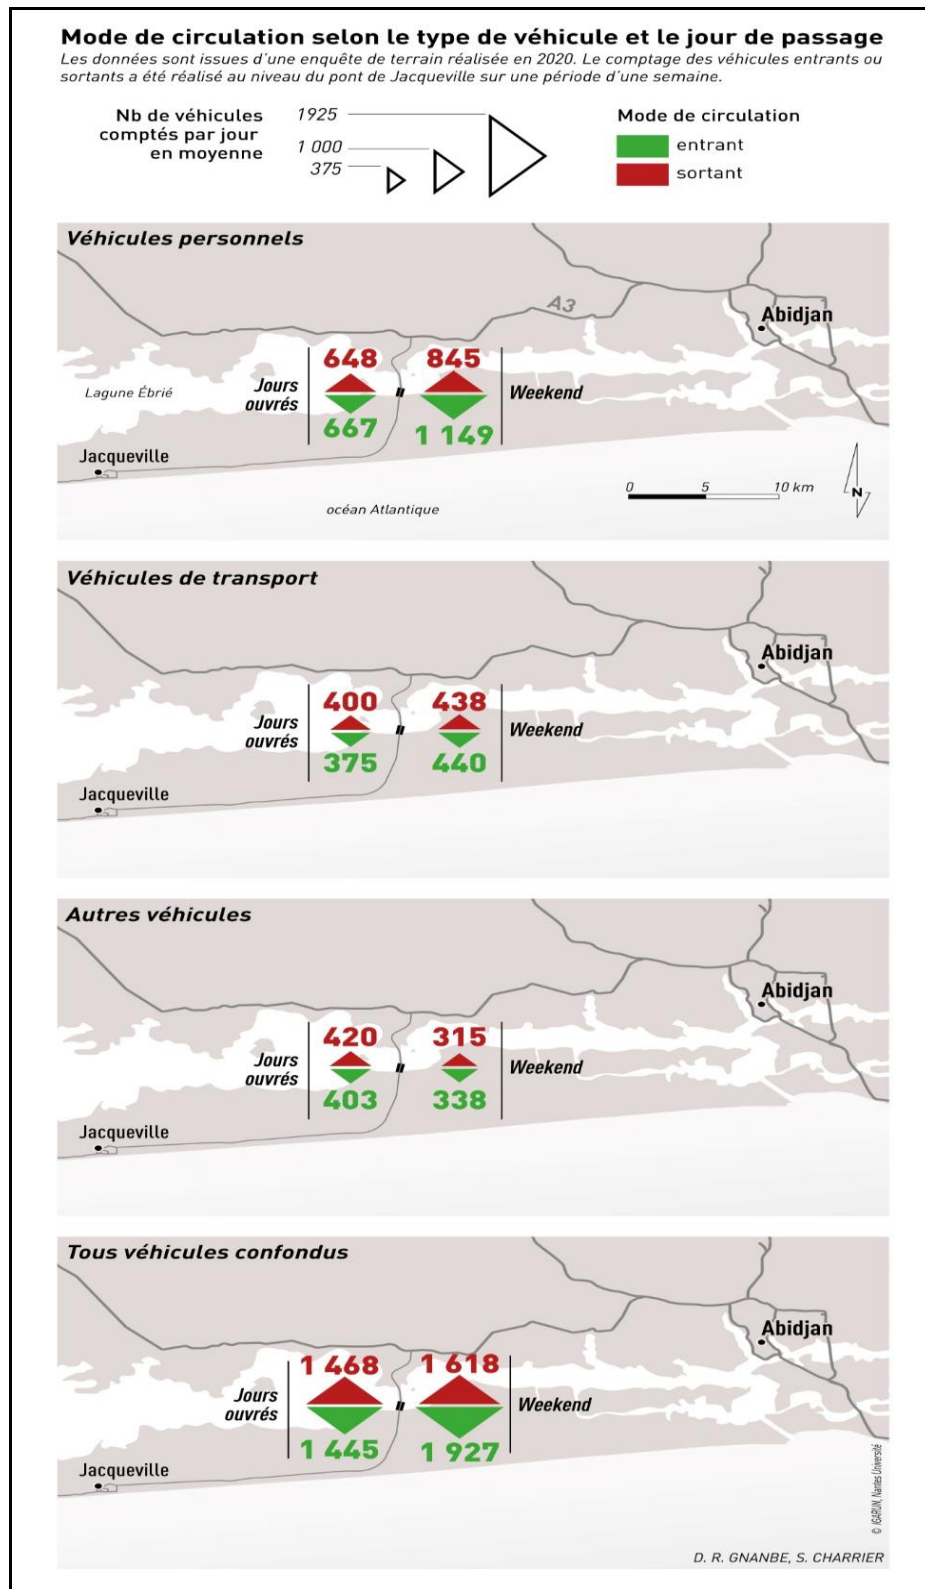 Mode de circulation selon le type de véhicule et le jour de passage
Les données sont issues d'une enquête de terrain réalisée en 2020. Le comptage des véhicules entrants ou
sortants a été réalisé au niveau du pont de Jacqueville sur une période d'une semaine.
Nb de véhicules
comptés par jour
en moyenne
1925
1 000
375
Mode de circulation
entrant
sortant
Véhicules personnels
A3
Abidjan
648
845
Lagune Ébrié
Jours
ouvrés
Weekend
667
1 149
Jacqueville
0 5 10 km
N
océan Atlantique
Véhicules de transport
Abidjan
400
438
Jours
ouvrés
Weekend
375
440
Jacqueville
Autres véhicules
Abidjan
420
315
Jours
ouvrés
Weekend
403
338
Jacqueville
Tous véhicules confondus
Abidjan
1 468
1 618
Jours
ouvrés
Weekend
1 445
1 927
Jacqueville
© IGARUN, Nantes Université
D. R. GNANBE, S. CHARRIER